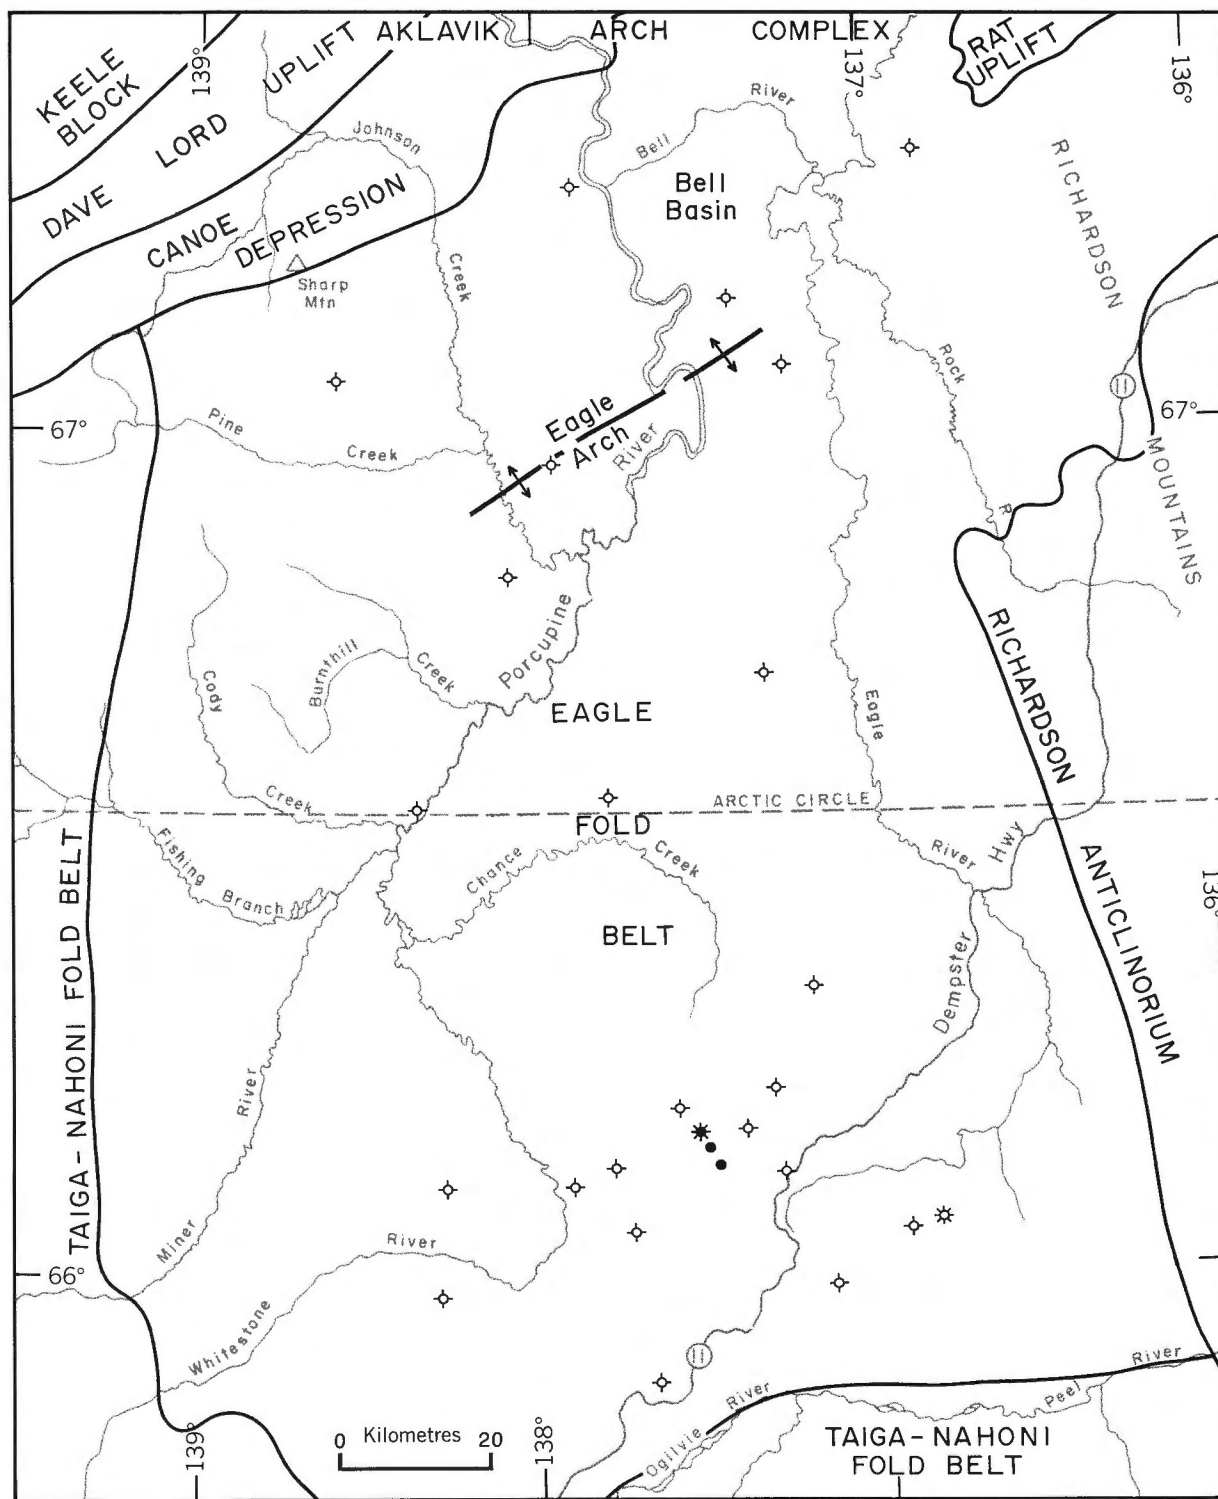 AKLAVIK ARCH COMPLEX
KEELE
BLOCK
139°
DAVE LORD UPLIFT
RAT
UPLIFT
137°
136°
Johnson
Creek
Bell
River
Bell
Basin
CANOE
DEPRESSION
Sharp
Mtn
RICHARDSON
MOUNTAINS
Rock
R
11
67°
67°
Pine
Creek
Eagle
Arch
River
Porcupine
Cody
Creek
Burnthill
Creek
EAGLE
FOLD
BELT
Eagle
River
RICHARDSON
ANTICLINORIUM
ARCTIC CIRCLE
Hwy
Dempster
Fishing
Branch
Chance
Creek
136°
TAIGA-NAHONI FOLD BELT
Miner
River
66°
Whitestone
River
11
Ogilvie
River
Peel
River
139°
0 Kilometres 20
138°
TAIGA-NAHONI
FOLD BELT